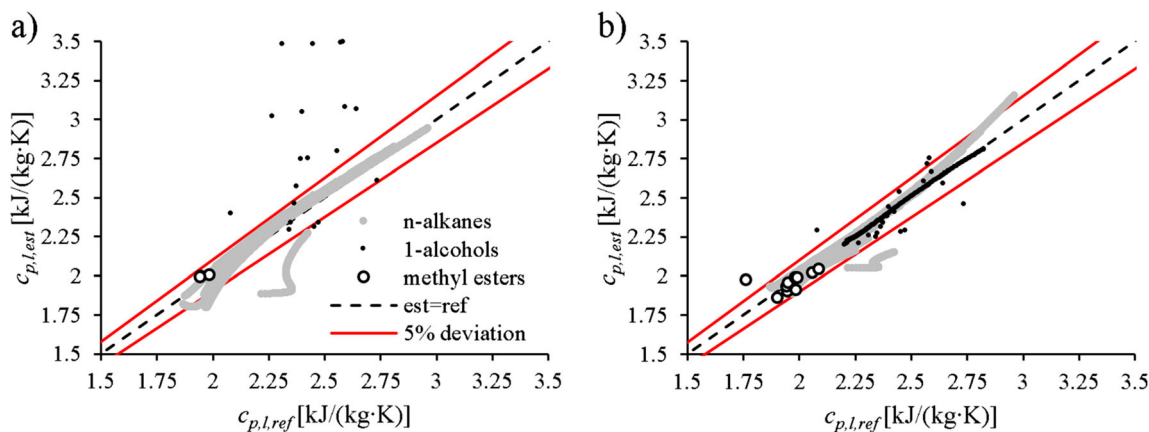 a)
c_p,l,est [kJ/(kg·K)]
3.5
3.25
3
2.75
2.5
2.25
2
1.75
1.5
n-alkanes
1-alcohols
methyl esters
est=ref
5% deviation
1.5 1.75 2 2.25 2.5 2.75 3 3.25 3.5
c_p,l,ref [kJ/(kg·K)]
b)
c_p,l,est [kJ/(kg·K)]
3.5
3.25
3
2.75
2.5
2.25
2
1.75
1.5
1.5 1.75 2 2.25 2.5 2.75 3 3.25 3.5
c_p,l,ref [kJ/(kg·K)]